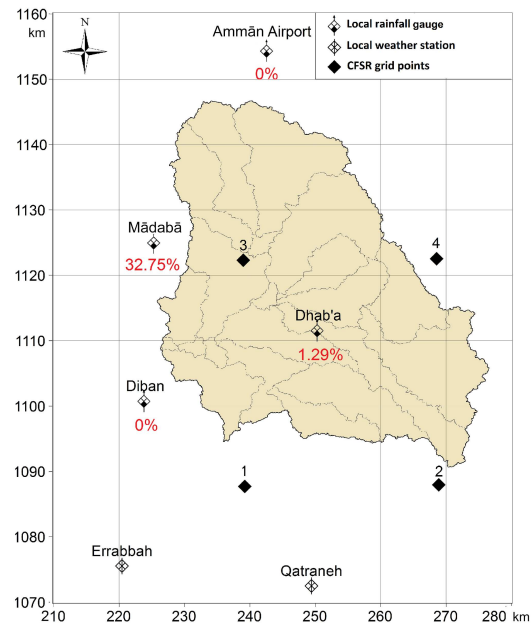 1160
km
N
Ammān Airport
0%
Local rainfall gauge
Local weather station
CFSR grid points
1150
1140
1130
Mādabā
32.75%
3
4
1120
Dhab'a
1.29%
1110
Diban
0%
1100
1090
1
2
1080
Errabbah
Qatraneh
1070
210 220 230 240 250 260 270 280 km